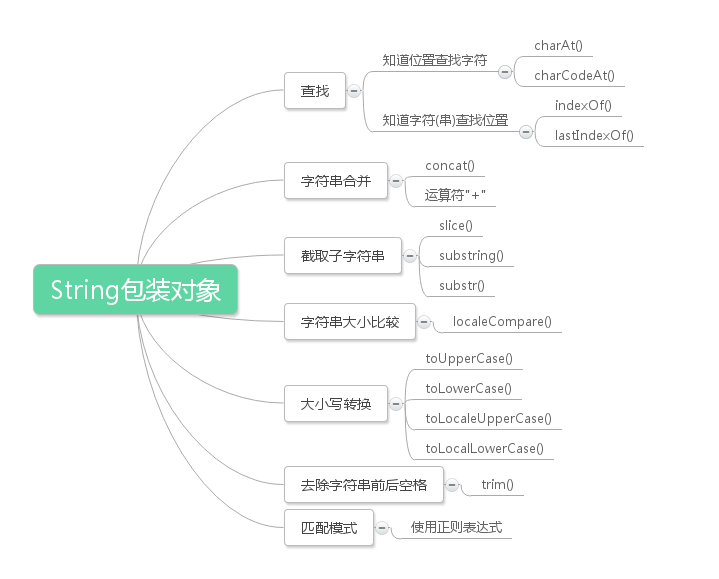 String包装对象
查找
知道位置查找字符
charAt()
charCodeAt()
知道字符(串)查找位置
indexOf()
lastIndexOf()
字符串合并
concat()
运算符"+"
截取子字符串
slice()
substring()
substr()
字符串大小比较
localeCompare()
大小写转换
toUpperCase()
toLowerCase()
toLocaleUpperCase()
toLocalLowerCase()
去除字符串前后空格
trim()
匹配模式
使用正则表达式